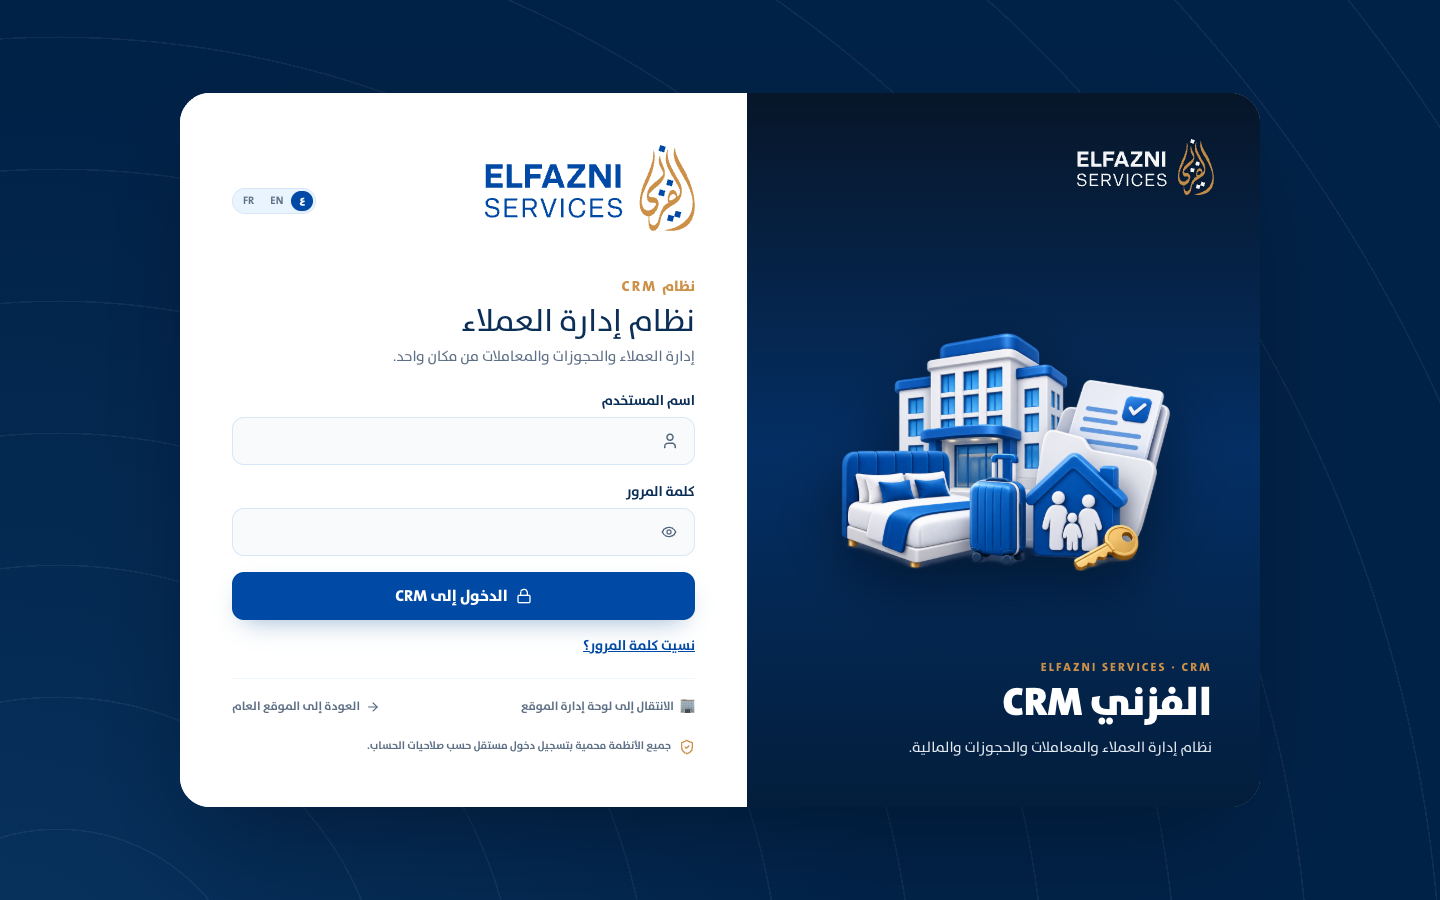 ELFAZNI
SERVICES
الفزني
ELFAZNI SERVICES · CRM
الفزني CRM
نظام إدارة العملاء والمعاملات والحجوزات والمالية.
ELFAZNI
SERVICES
الفزني
ع EN FR
نظام CRM
نظام إدارة العملاء
إدارة العملاء والحجوزات والمعاملات من مكان واحد.
اسم المستخدم
كلمة المرور
الدخول إلى CRM
نسيت كلمة المرور؟
الانتقال إلى لوحة إدارة الموقع
العودة إلى الموقع العام
جميع الأنظمة محمية بتسجيل دخول مستقل حسب صلاحيات الحساب.